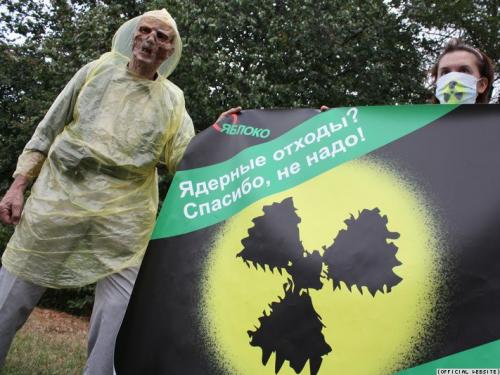 ЯБЛОКО
Ядерные отходы?
Спасибо, не надо!
[OFFICIAL WEBSITE]